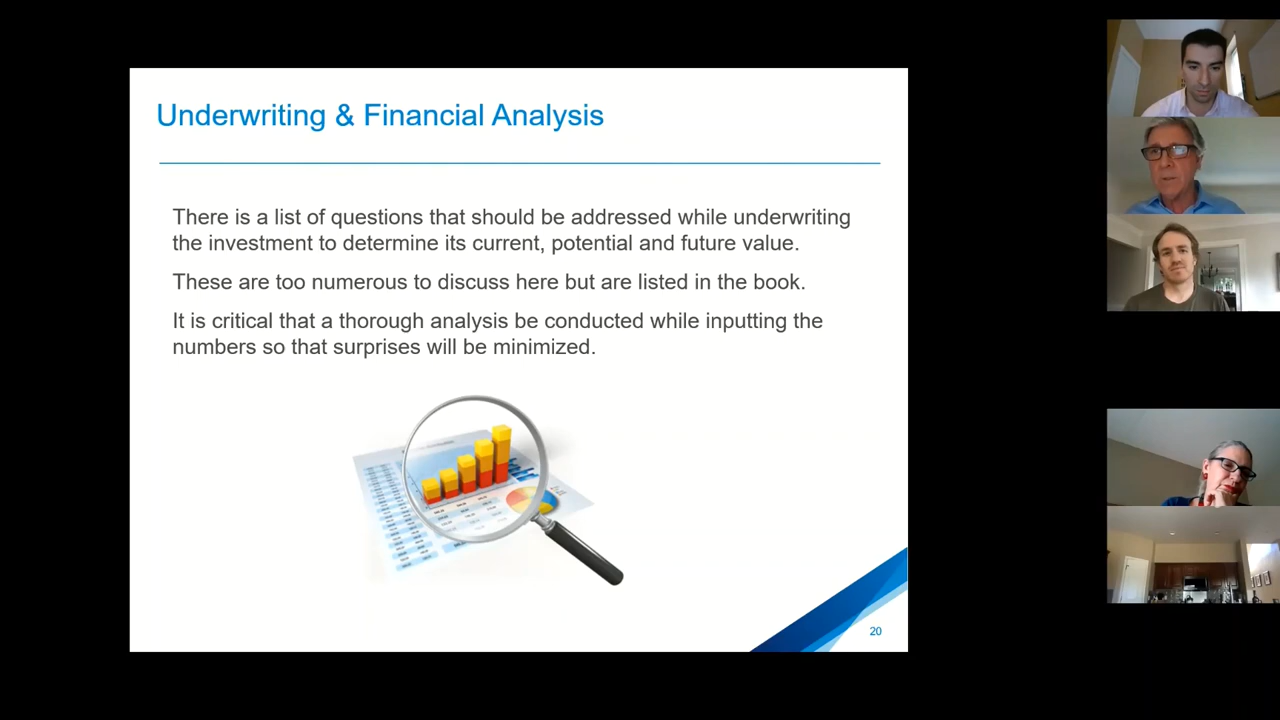 Underwriting & Financial Analysis
There is a list of questions that should be addressed while underwriting
the investment to determine its current, potential and future value.
These are too numerous to discuss here but are listed in the book.
It is critical that a thorough analysis be conducted while inputting the
numbers so that surprises will be minimized.
20